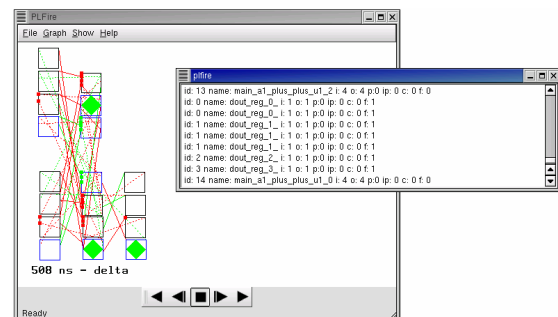 PLFire
File Graph Show Help
plfire
id: 13 name: main_a1_plus_plus_u1_2 i: 4 o: 4 p:0 ip: 0 c: 0 f: 0
id: 0 name: dout_reg_0_ i: 1 o: 1 p:0 ip: 0 c: 0 f: 1
id: 0 name: dout_reg_0_ i: 1 o: 1 p:0 ip: 0 c: 0 f: 1
id: 1 name: dout_reg_1_ i: 1 o: 1 p:0 ip: 0 c: 0 f: 1
id: 1 name: dout_reg_1_ i: 1 o: 1 p:0 ip: 0 c: 0 f: 1
id: 1 name: dout_reg_1_ i: 1 o: 1 p:0 ip: 0 c: 0 f: 1
id: 2 name: dout_reg_2_ i: 1 o: 1 p:0 ip: 0 c: 0 f: 1
id: 3 name: dout_reg_3_ i: 1 o: 1 p:0 ip: 0 c: 0 f: 1
id: 14 name: main_a1_plus_plus_u1_0 i: 4 o: 4 p:0 ip: 0 c: 0 f: 0
508 ns - delta
Ready